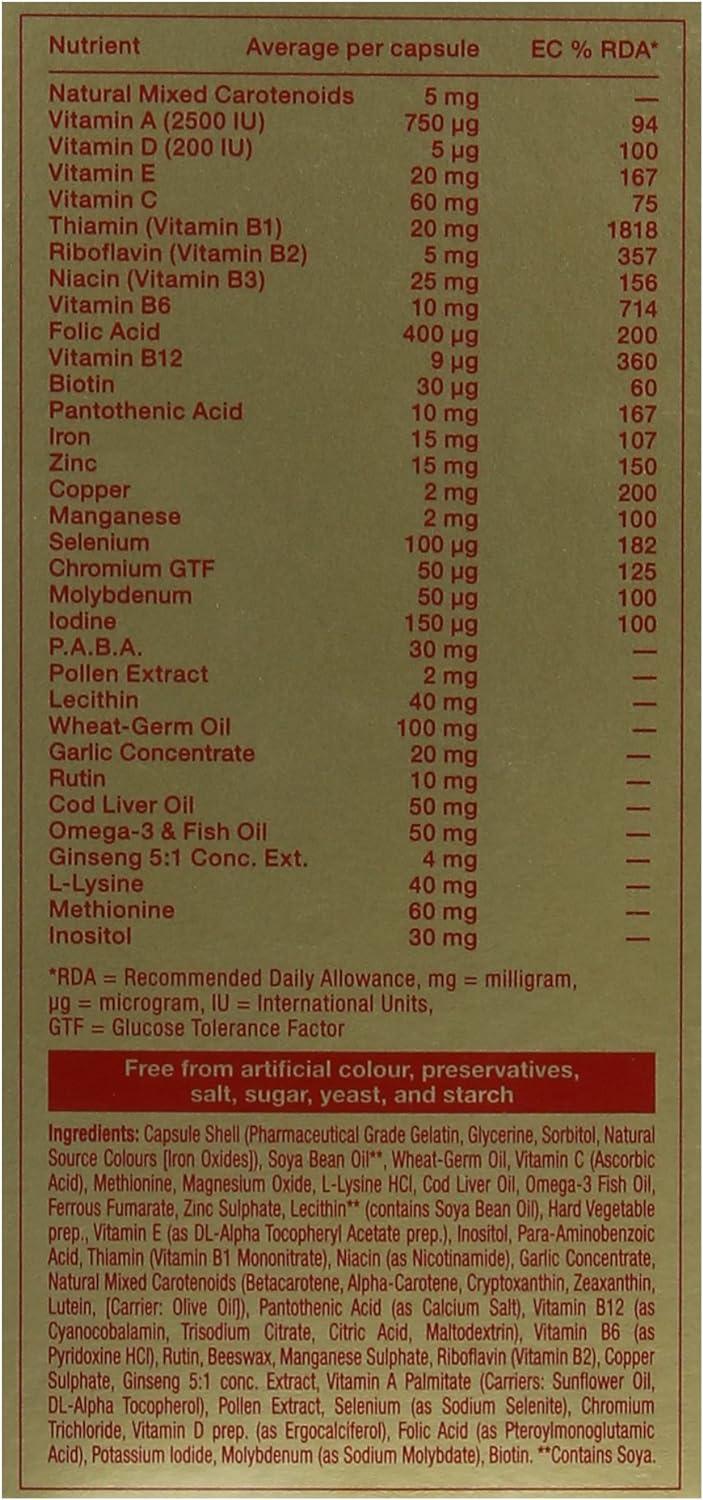 Nutrient Average per capsule EC % RDA*
Natural Mixed Carotenoids 5 mg —
Vitamin A (2500 IU) 750 µg 94
Vitamin D (200 IU) 5 µg 100
Vitamin E 20 mg 167
Vitamin C 60 mg 75
Thiamin (Vitamin B1) 20 mg 1818
Riboflavin (Vitamin B2) 5 mg 357
Niacin (Vitamin B3) 25 mg 156
Vitamin B6 10 mg 714
Folic Acid 400 µg 200
Vitamin B12 9 µg 360
Biotin 30 µg 60
Pantothenic Acid 10 mg 167
Iron 15 mg 107
Zinc 15 mg 150
Copper 2 mg 200
Manganese 2 mg 100
Selenium 100 µg 182
Chromium GTF 50 µg 125
Molybdenum 50 µg 100
Iodine 150 µg 100
P.A.B.A. 30 mg —
Pollen Extract 2 mg —
Lecithin 40 mg —
Wheat-Germ Oil 100 mg —
Garlic Concentrate 20 mg —
Rutin 10 mg —
Cod Liver Oil 50 mg —
Omega-3 & Fish Oil 50 mg —
Ginseng 5:1 Conc. Ext. 4 mg —
L-Lysine 40 mg —
Methionine 60 mg —
Inositol 30 mg —
*RDA = Recommended Daily Allowance, mg = milligram,
µg = microgram, IU = International Units,
GTF = Glucose Tolerance Factor
Free from artificial colour, preservatives,
salt, sugar, yeast, and starch
Ingredients: Capsule Shell (Pharmaceutical Grade Gelatin, Glycerine, Sorbitol, Natural
Source Colours [Iron Oxides]), Soya Bean Oil**, Wheat-Germ Oil, Vitamin C (Ascorbic
Acid), Methionine, Magnesium Oxide, L-Lysine HCl, Cod Liver Oil, Omega-3 Fish Oil,
Ferrous Fumarate, Zinc Sulphate, Lecithin** (contains Soya Bean Oil), Hard Vegetable
prep., Vitamin E (as DL-Alpha Tocopheryl Acetate prep.), Inositol, Para-Aminobenzoic
Acid, Thiamin (Vitamin B1 Mononitrate), Niacin (as Nicotinamide), Garlic Concentrate,
Natural Mixed Carotenoids (Betacarotene, Alpha-Carotene, Cryptoxanthin, Zeaxanthin,
Lutein, [Carrier: Olive Oil]), Pantothenic Acid (as Calcium Salt), Vitamin B12 (as
Cyanocobalamin, Trisodium Citrate, Citric Acid, Maltodextrin), Vitamin B6 (as
Pyridoxine HCl), Rutin, Beeswax, Manganese Sulphate, Riboflavin (Vitamin B2), Copper
Sulphate, Ginseng 5:1 conc. Extract, Vitamin A Palmitate (Carriers: Sunflower Oil,
DL-Alpha Tocopherol), Pollen Extract, Selenium (as Sodium Selenite), Chromium
Trichloride, Vitamin D prep. (as Ergocalciferol), Folic Acid (as Pteroylmonoglutamic
Acid), Potassium Iodide, Molybdenum (as Sodium Molybdate), Biotin. **Contains Soya.